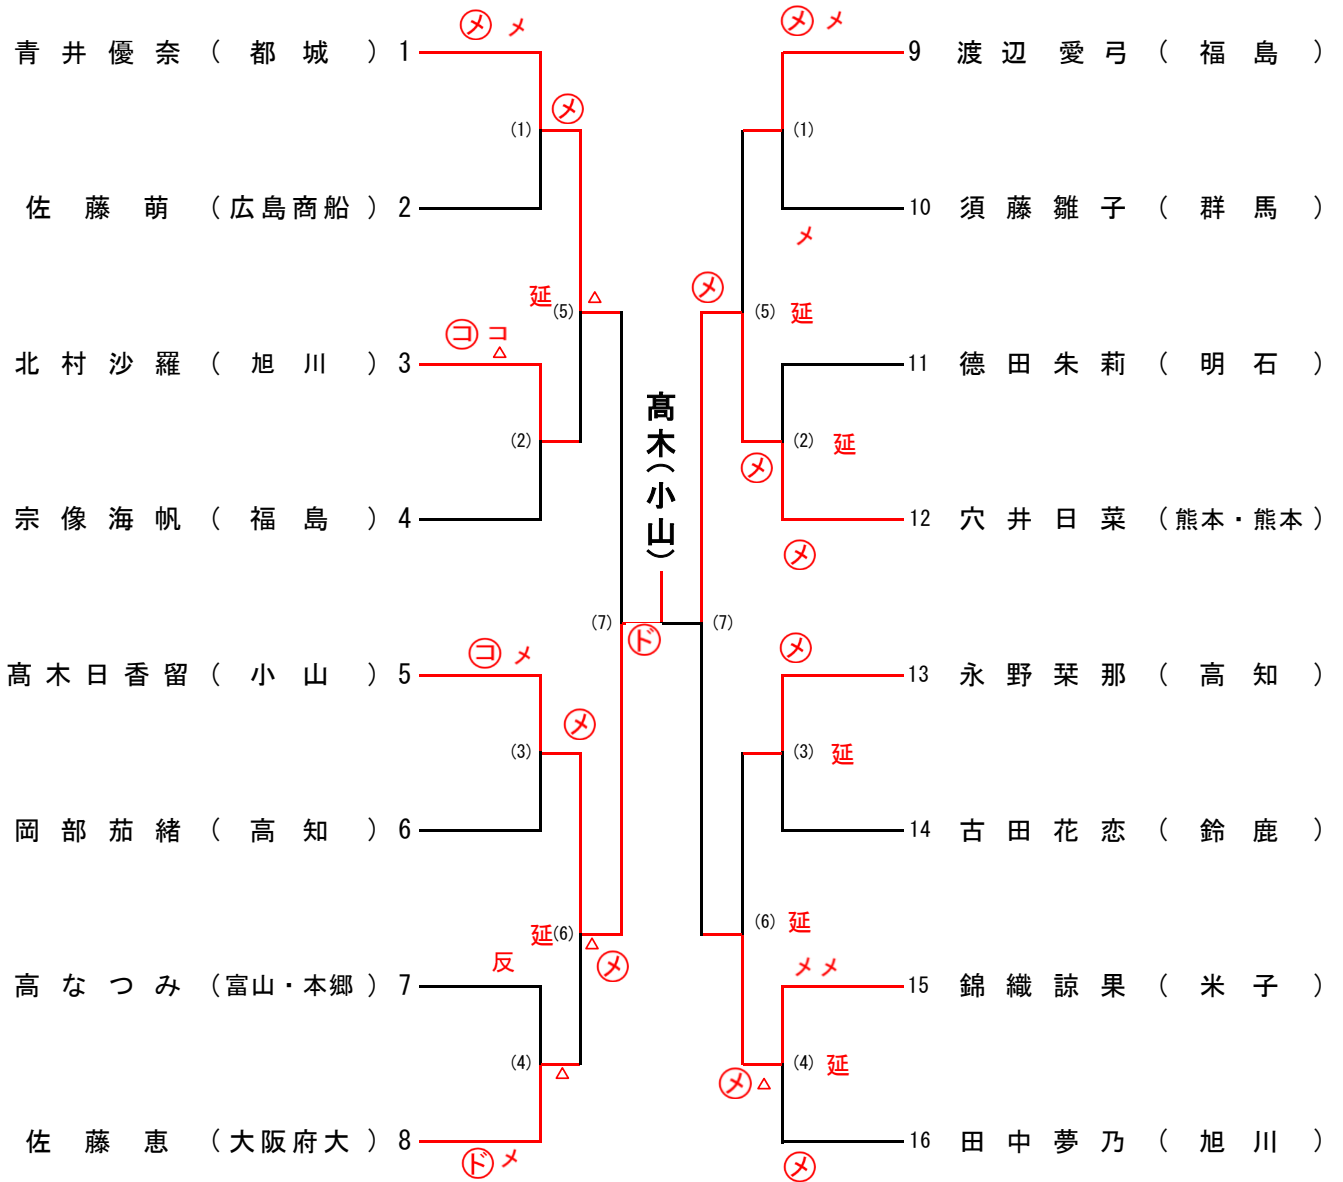 ㋱ メ
青井優奈（都城）1
㋱
(1)
佐藤萌（広島商船）2
延(5) △
㋙ コ
△
北村沙羅（旭川）3
(2)
宗像海帆（福島）4
髙木（小山）
(7)
㋣゙
㋙ メ
髙木日香留（小山）5
㋱
(3)
岡部茄緒（高知）6
延(6) △
㋱
反
高なつみ（富山・本郷）7
(4)
△
佐藤恵（大阪府大）8
㋣゙ メ
㋱ メ
9 渡辺愛弓（福島）
(1)
10 須藤雛子（群馬）
メ
㋱
(5) 延
11 德田朱莉（明石）
(2) 延
㋱
12 穴井日菜（熊本・熊本）
㋱
(7)
㋱
13 永野栞那（高知）
(3) 延
14 古田花恋（鈴鹿）
(6) 延
メメ
15 錦織諒果（米子）
(4) 延
㋱ △
16 田中夢乃（旭川）
㋱